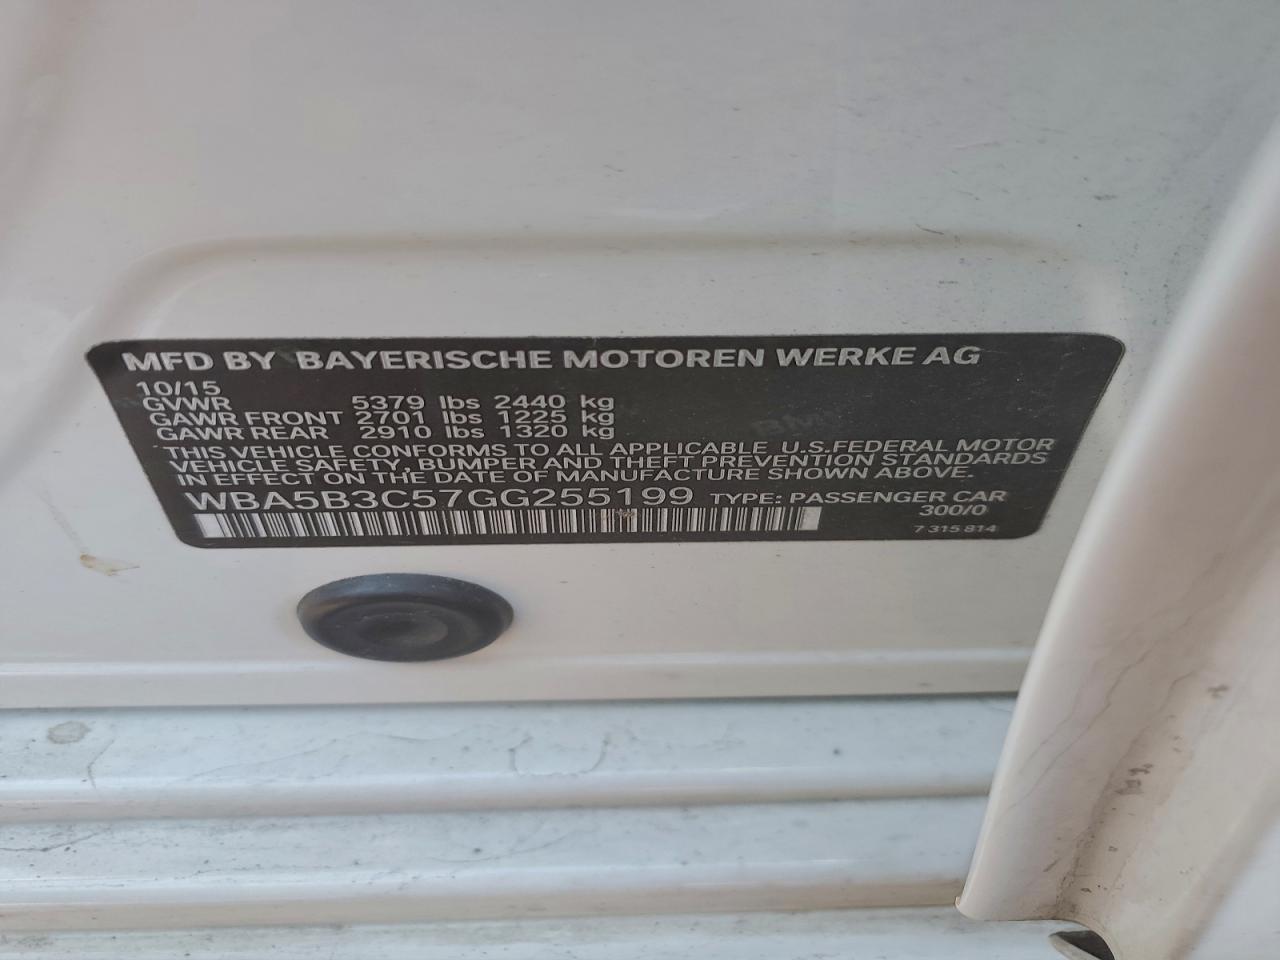 MFD BY BAYERISCHE MOTOREN WERKE AG
10/15
GVWR 5379 lbs 2440 kg
GAWR FRONT 2701 lbs 1225 kg
GAWR REAR 2910 lbs 1320 kg
THIS VEHICLE CONFORMS TO ALL APPLICABLE U.S.FEDERAL MOTOR
VEHICLE SAFETY, BUMPER AND THEFT PREVENTION STANDARDS
IN EFFECT ON THE DATE OF MANUFACTURE SHOWN ABOVE.
WBA5B3C57GG255199 TYPE: PASSENGER CAR
300/0
7 315 814